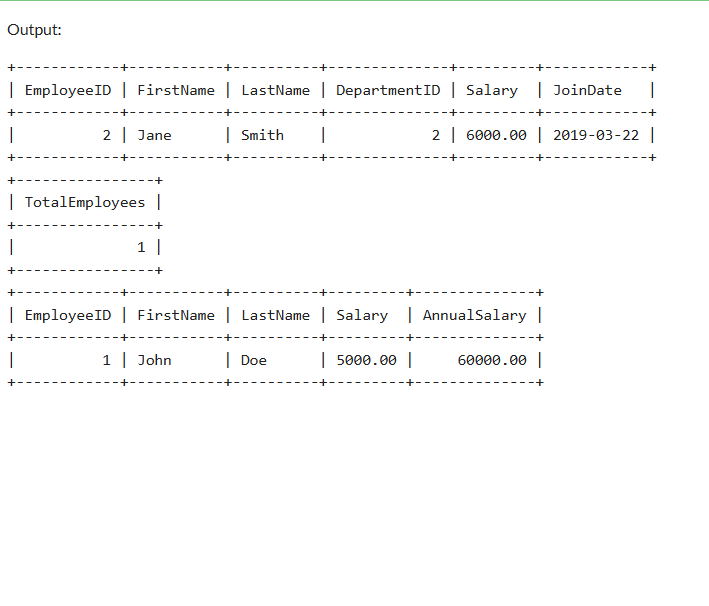 Output:
+------------+-----------+----------+--------------+---------+------------+
| EmployeeID | FirstName | LastName | DepartmentID | Salary  | JoinDate   |
+------------+-----------+----------+--------------+---------+------------+
|          2 | Jane      | Smith    |            2 | 6000.00 | 2019-03-22 |
+------------+-----------+----------+--------------+---------+------------+
+----------------+
| TotalEmployees |
+----------------+
|              1 |
+----------------+
+------------+-----------+----------+---------+--------------+
| EmployeeID | FirstName | LastName | Salary  | AnnualSalary |
+------------+-----------+----------+---------+--------------+
|          1 | John      | Doe      | 5000.00 |     60000.00 |
+------------+-----------+----------+---------+--------------+